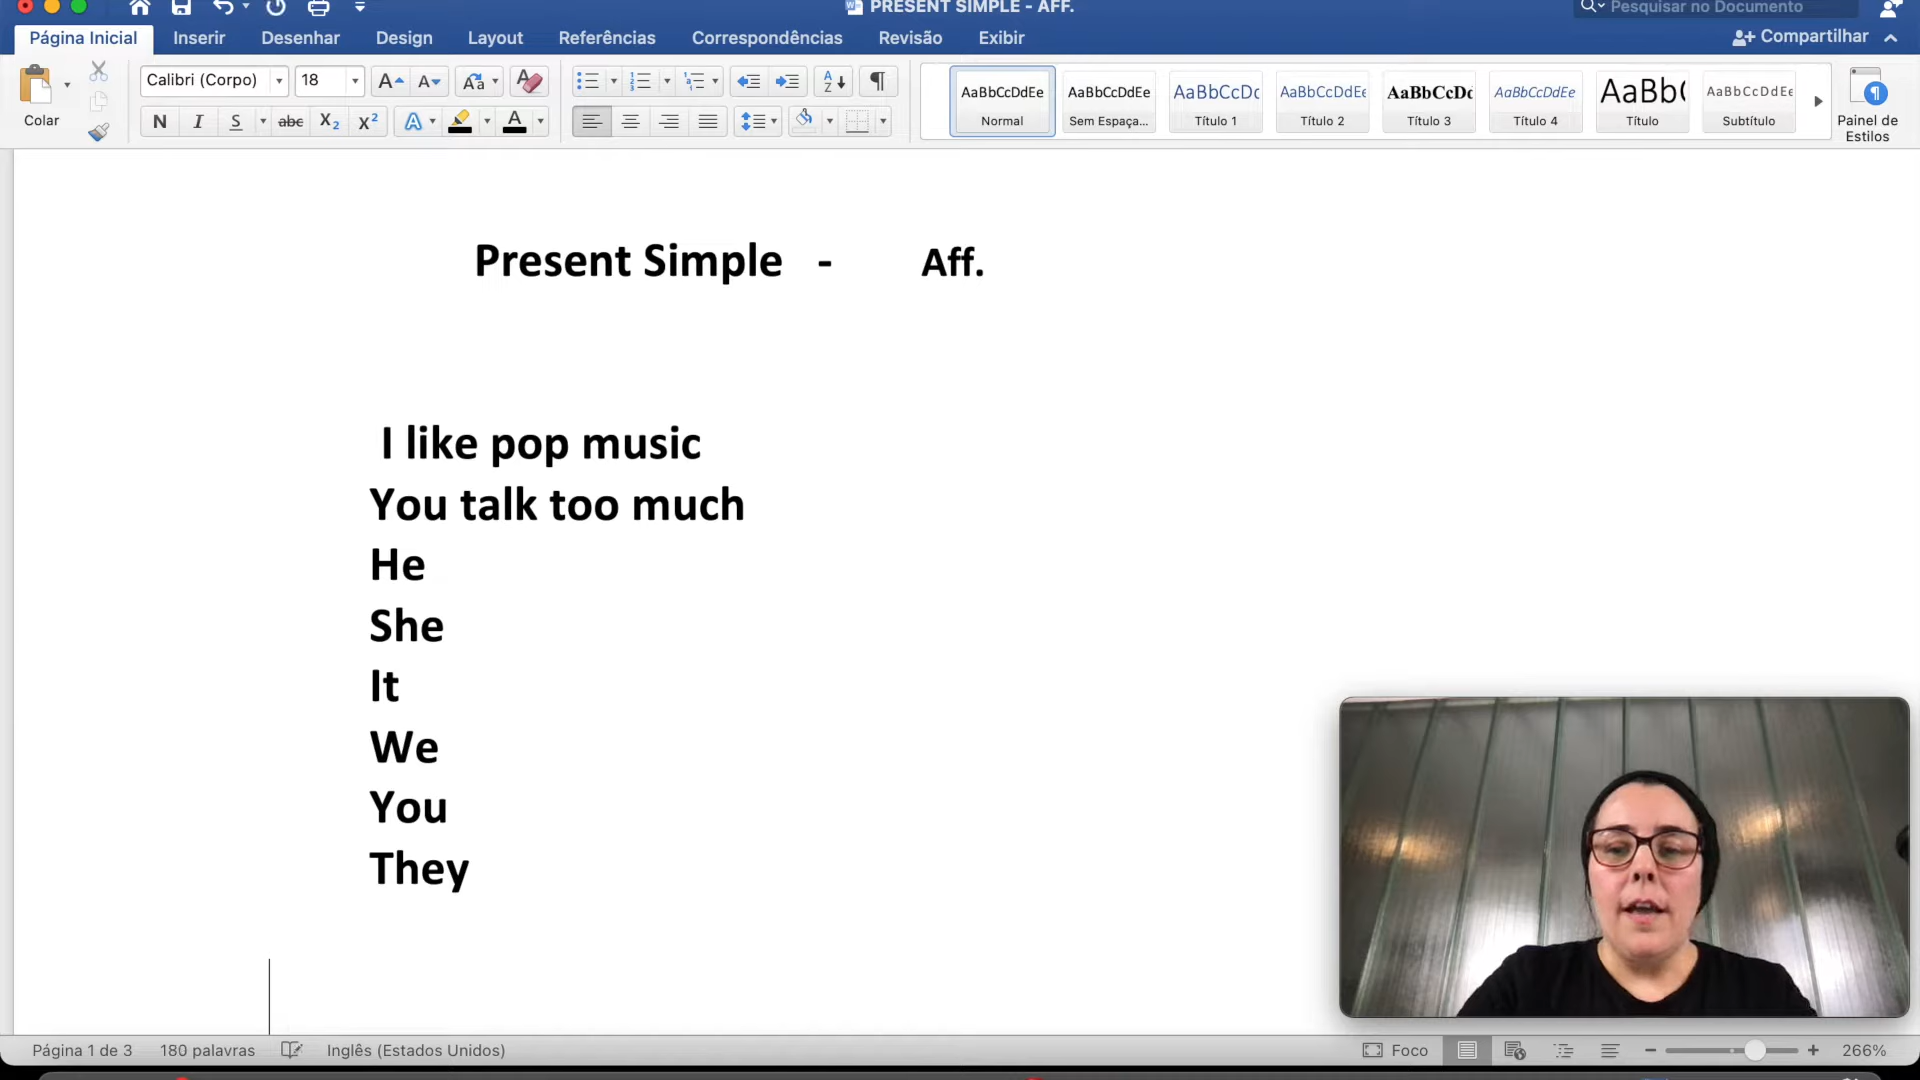 PRESENT SIMPLE - AFF.
Pesquisar no Documento
Página Inicial Inserir Desenhar Design Layout Referências Correspondências Revisão Exibir Compartilhar
Calibri (Corpo) 18
AaBbCcDdEe AaBbCcDdEe AaBbCcDc AaBbCcDdEe AaBbCcDc AaBbCcDdEe AaBb( AaBbCcDdEe
Colar N I S abc X2 X2 A A Normal Sem Espaça... Título 1 Título 2 Título 3 Título 4 Título Subtítulo Painel de Estilos
Present Simple - Aff.
I like pop music
You talk too much
He
She
It
We
You
They
Página 1 de 3 180 palavras Inglês (Estados Unidos) Foco 266%